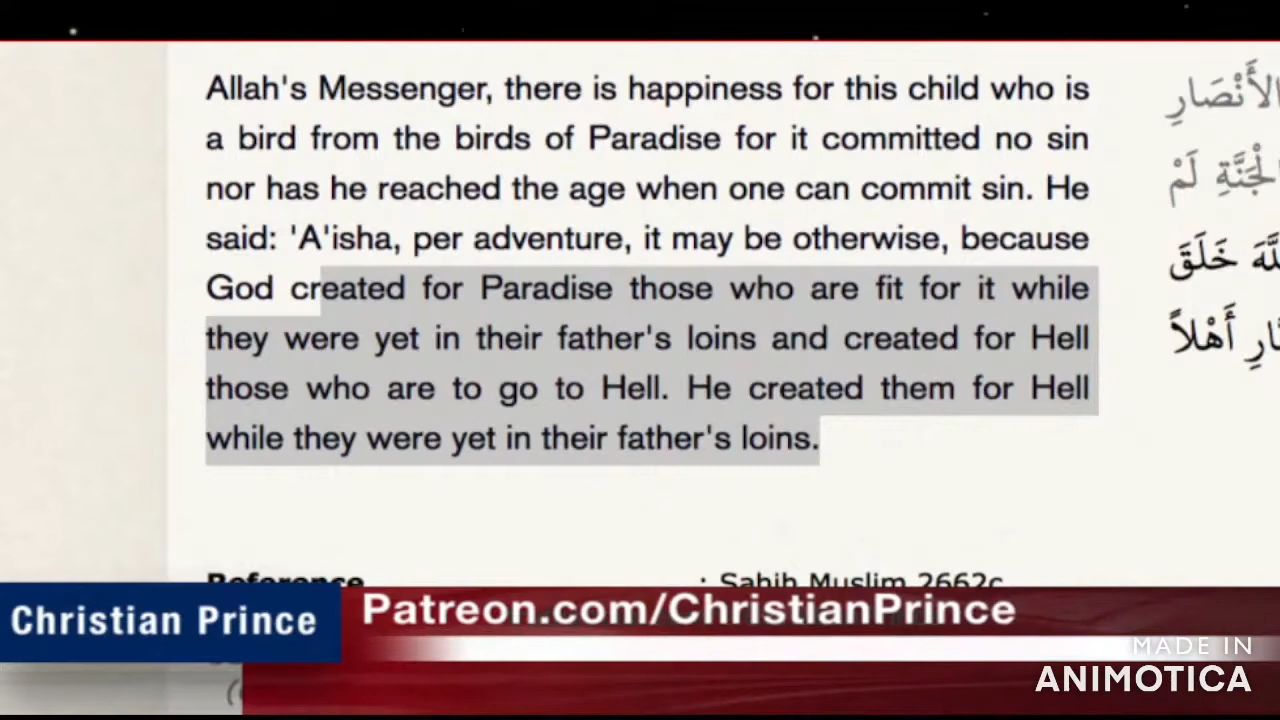 Allah's Messenger, there is happiness for this child who is
a bird from the birds of Paradise for it committed no sin
nor has he reached the age when one can commit sin. He
said: 'A'isha, per adventure, it may be otherwise, because
God created for Paradise those who are fit for it while
they were yet in their father's loins and created for Hell
those who are to go to Hell. He created them for Hell
while they were yet in their father's loins.
الأَنْصَارِ
الْجَنَّةِ لَمْ
خَلَقَ
أَهْلاً
Reference : Sahih Muslim 2662c
Christian Prince
Patreon.com/ChristianPrince
MADE IN
ANIMOTICA